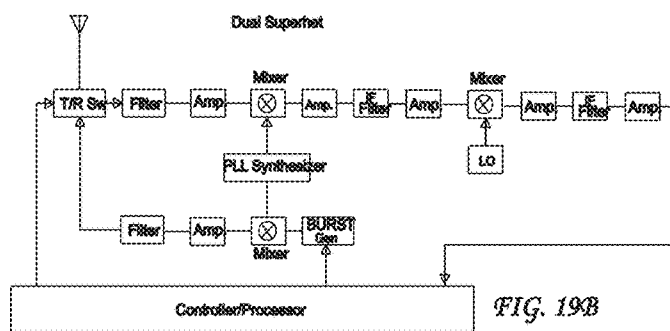 Dual Superhet
Mixer
Mixer
T/R Sw
Filter
Amp
Amp.
IF
Filter
Amp
Amp
IF
Filter
Amp
LO
PLL Synthesizer
Filter
Amp
BURST
Gen
Mixer
Controller/Processor
FIG. 19B